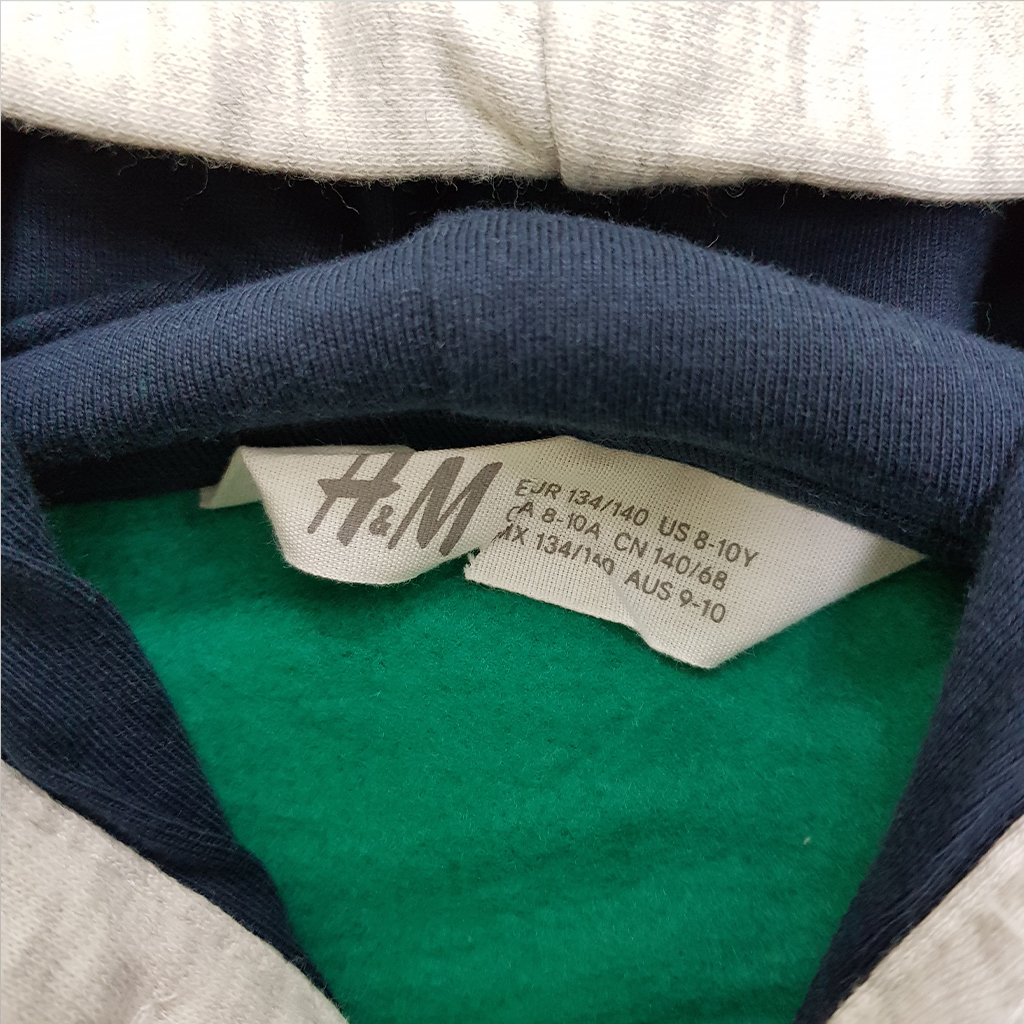 H&M
EUR 134/140 US 8-10Y
CA 8-10A CN 140/68
MX 134/140 AUS 9-10